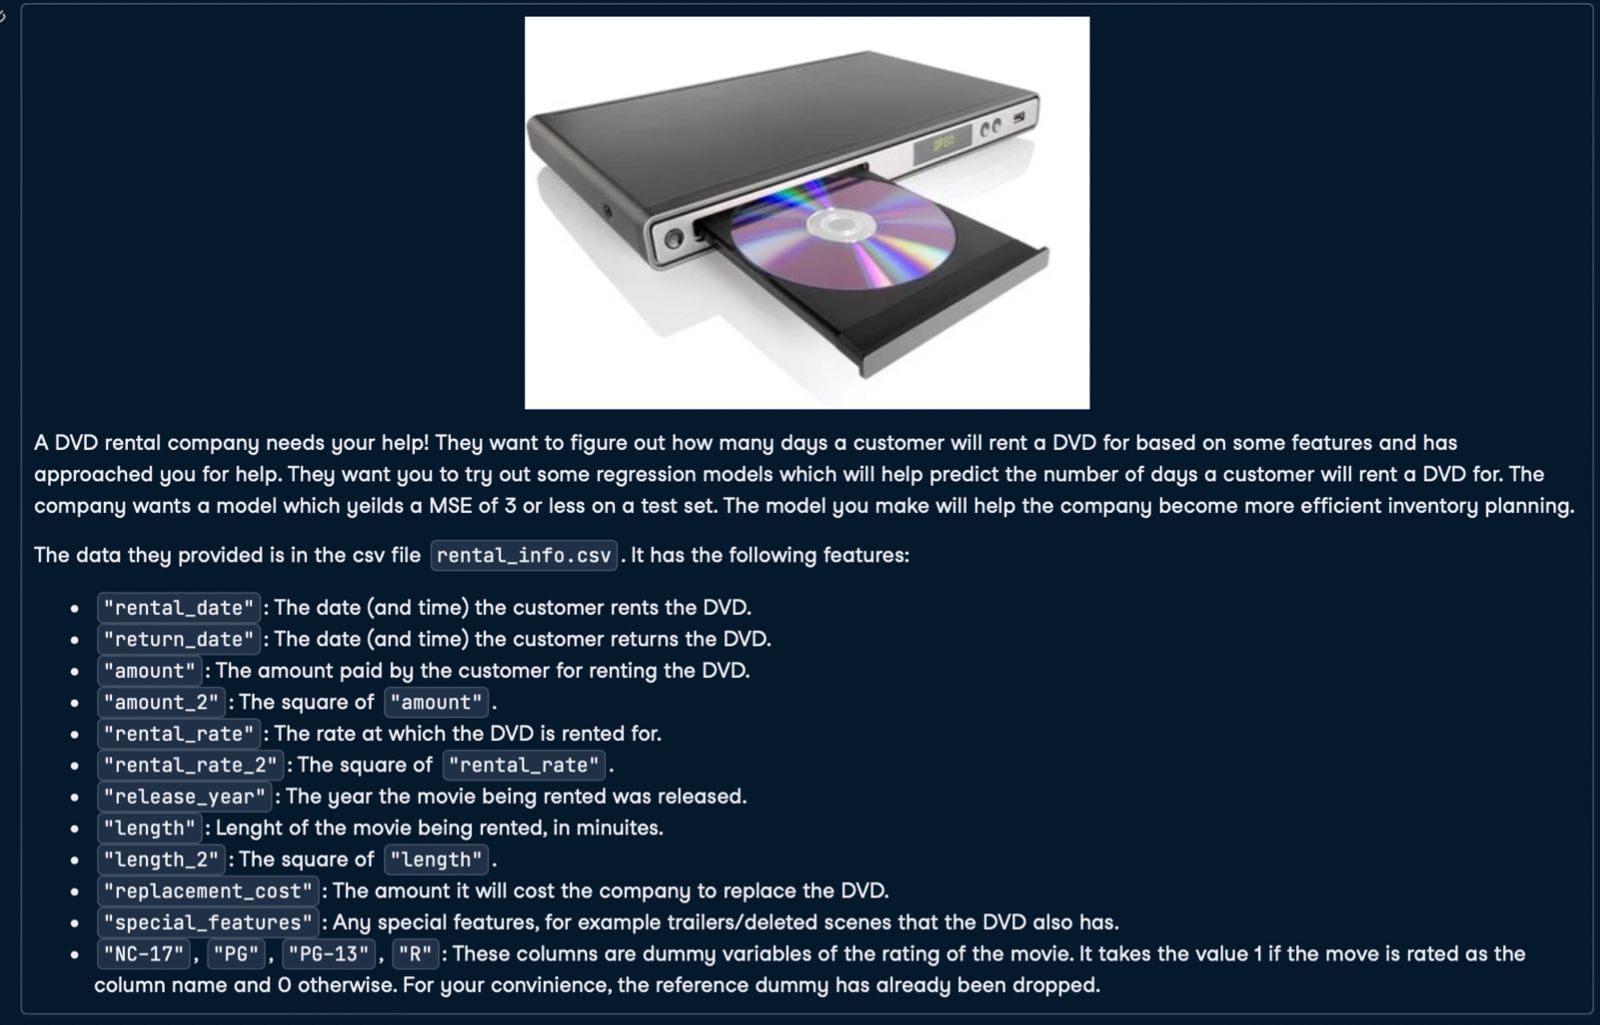 OPEN
A DVD rental company needs your help! They want to figure out how many days a customer will rent a DVD for based on some features and has
approached you for help. They want you to try out some regression models which will help predict the number of days a customer will rent a DVD for. The
company wants a model which yeilds a MSE of 3 or less on a test set. The model you make will help the company become more efficient inventory planning.
The data they provided is in the csv file rental_info.csv. It has the following features:
• "rental_date": The date (and time) the customer rents the DVD.
• "return_date": The date (and time) the customer returns the DVD.
• "amount": The amount paid by the customer for renting the DVD.
• "amount_2": The square of "amount".
• "rental_rate": The rate at which the DVD is rented for.
• "rental_rate_2": The square of "rental_rate".
• "release_year": The year the movie being rented was released.
• "length": Lenght of the movie being rented, in minuites.
• "length_2": The square of "length".
• "replacement_cost": The amount it will cost the company to replace the DVD.
• "special_features": Any special features, for example trailers/deleted scenes that the DVD also has.
• "NC-17", "PG", "PG-13", "R": These columns are dummy variables of the rating of the movie. It takes the value 1 if the move is rated as the
column name and 0 otherwise. For your convinience, the reference dummy has already been dropped.